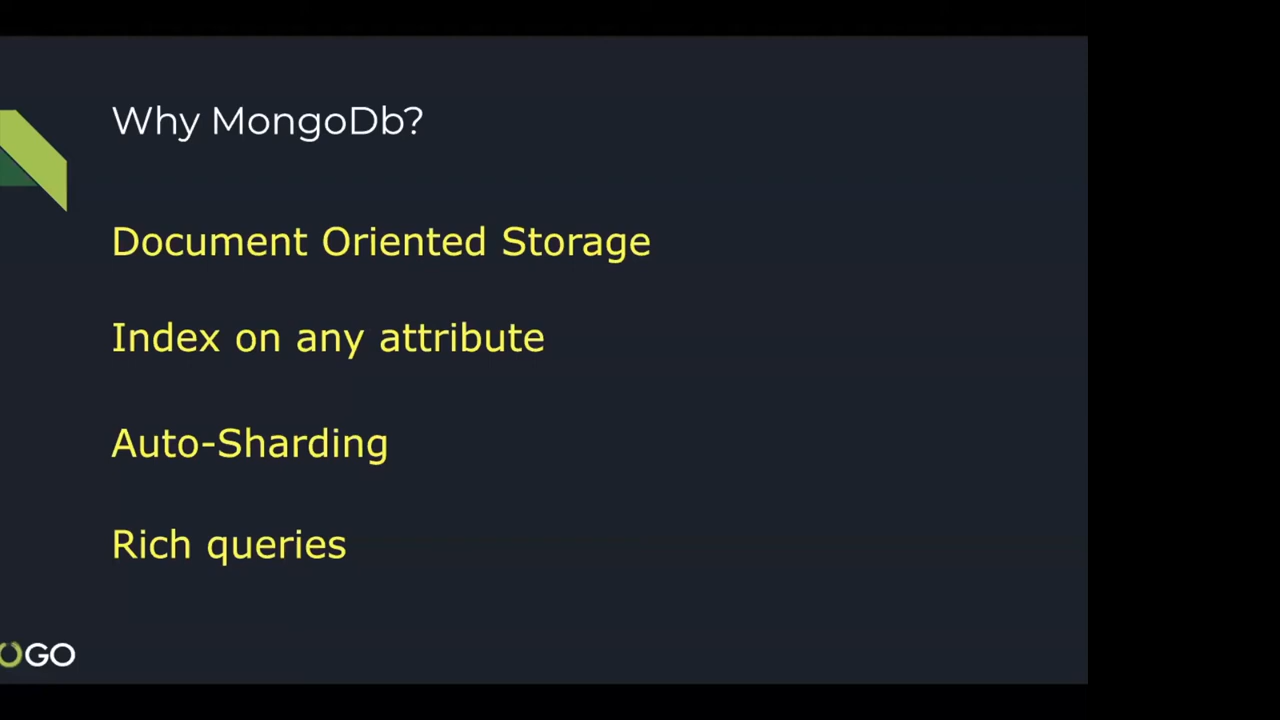 Why MongoDb?
Document Oriented Storage
Index on any attribute
Auto-Sharding
Rich queries
GO